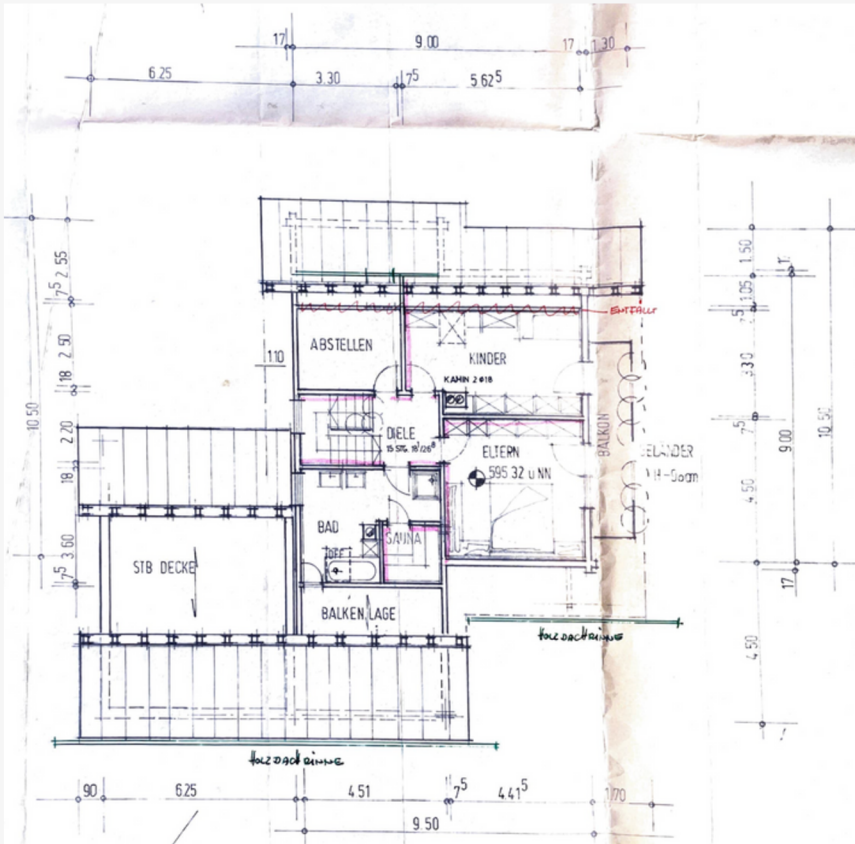 17 9.00 17 1.30
6.25 3.30 7⁵ 5.62⁵
10.50
7⁵ 2.55
18 2.50
2.20
18
7⁵ 3.60
1.10
ENTFÄLLT
ABSTELLEN
KINDER
KAMIN 2 ⌀18
DIELE
15 STG. 18⁷/26⁸
ELTERN
595.32 ü NN
BALKON
BAD
SAUNA
STB DECKE
BALKENLAGE
HOLZDACHRINNE
HOLZDACHRINNE
1.50
17
1.05
3.30
7⁵
9.00
4.50
17
4.50
90 6.25 4.51 7⁵ 4.41⁵ 1.70
9.50